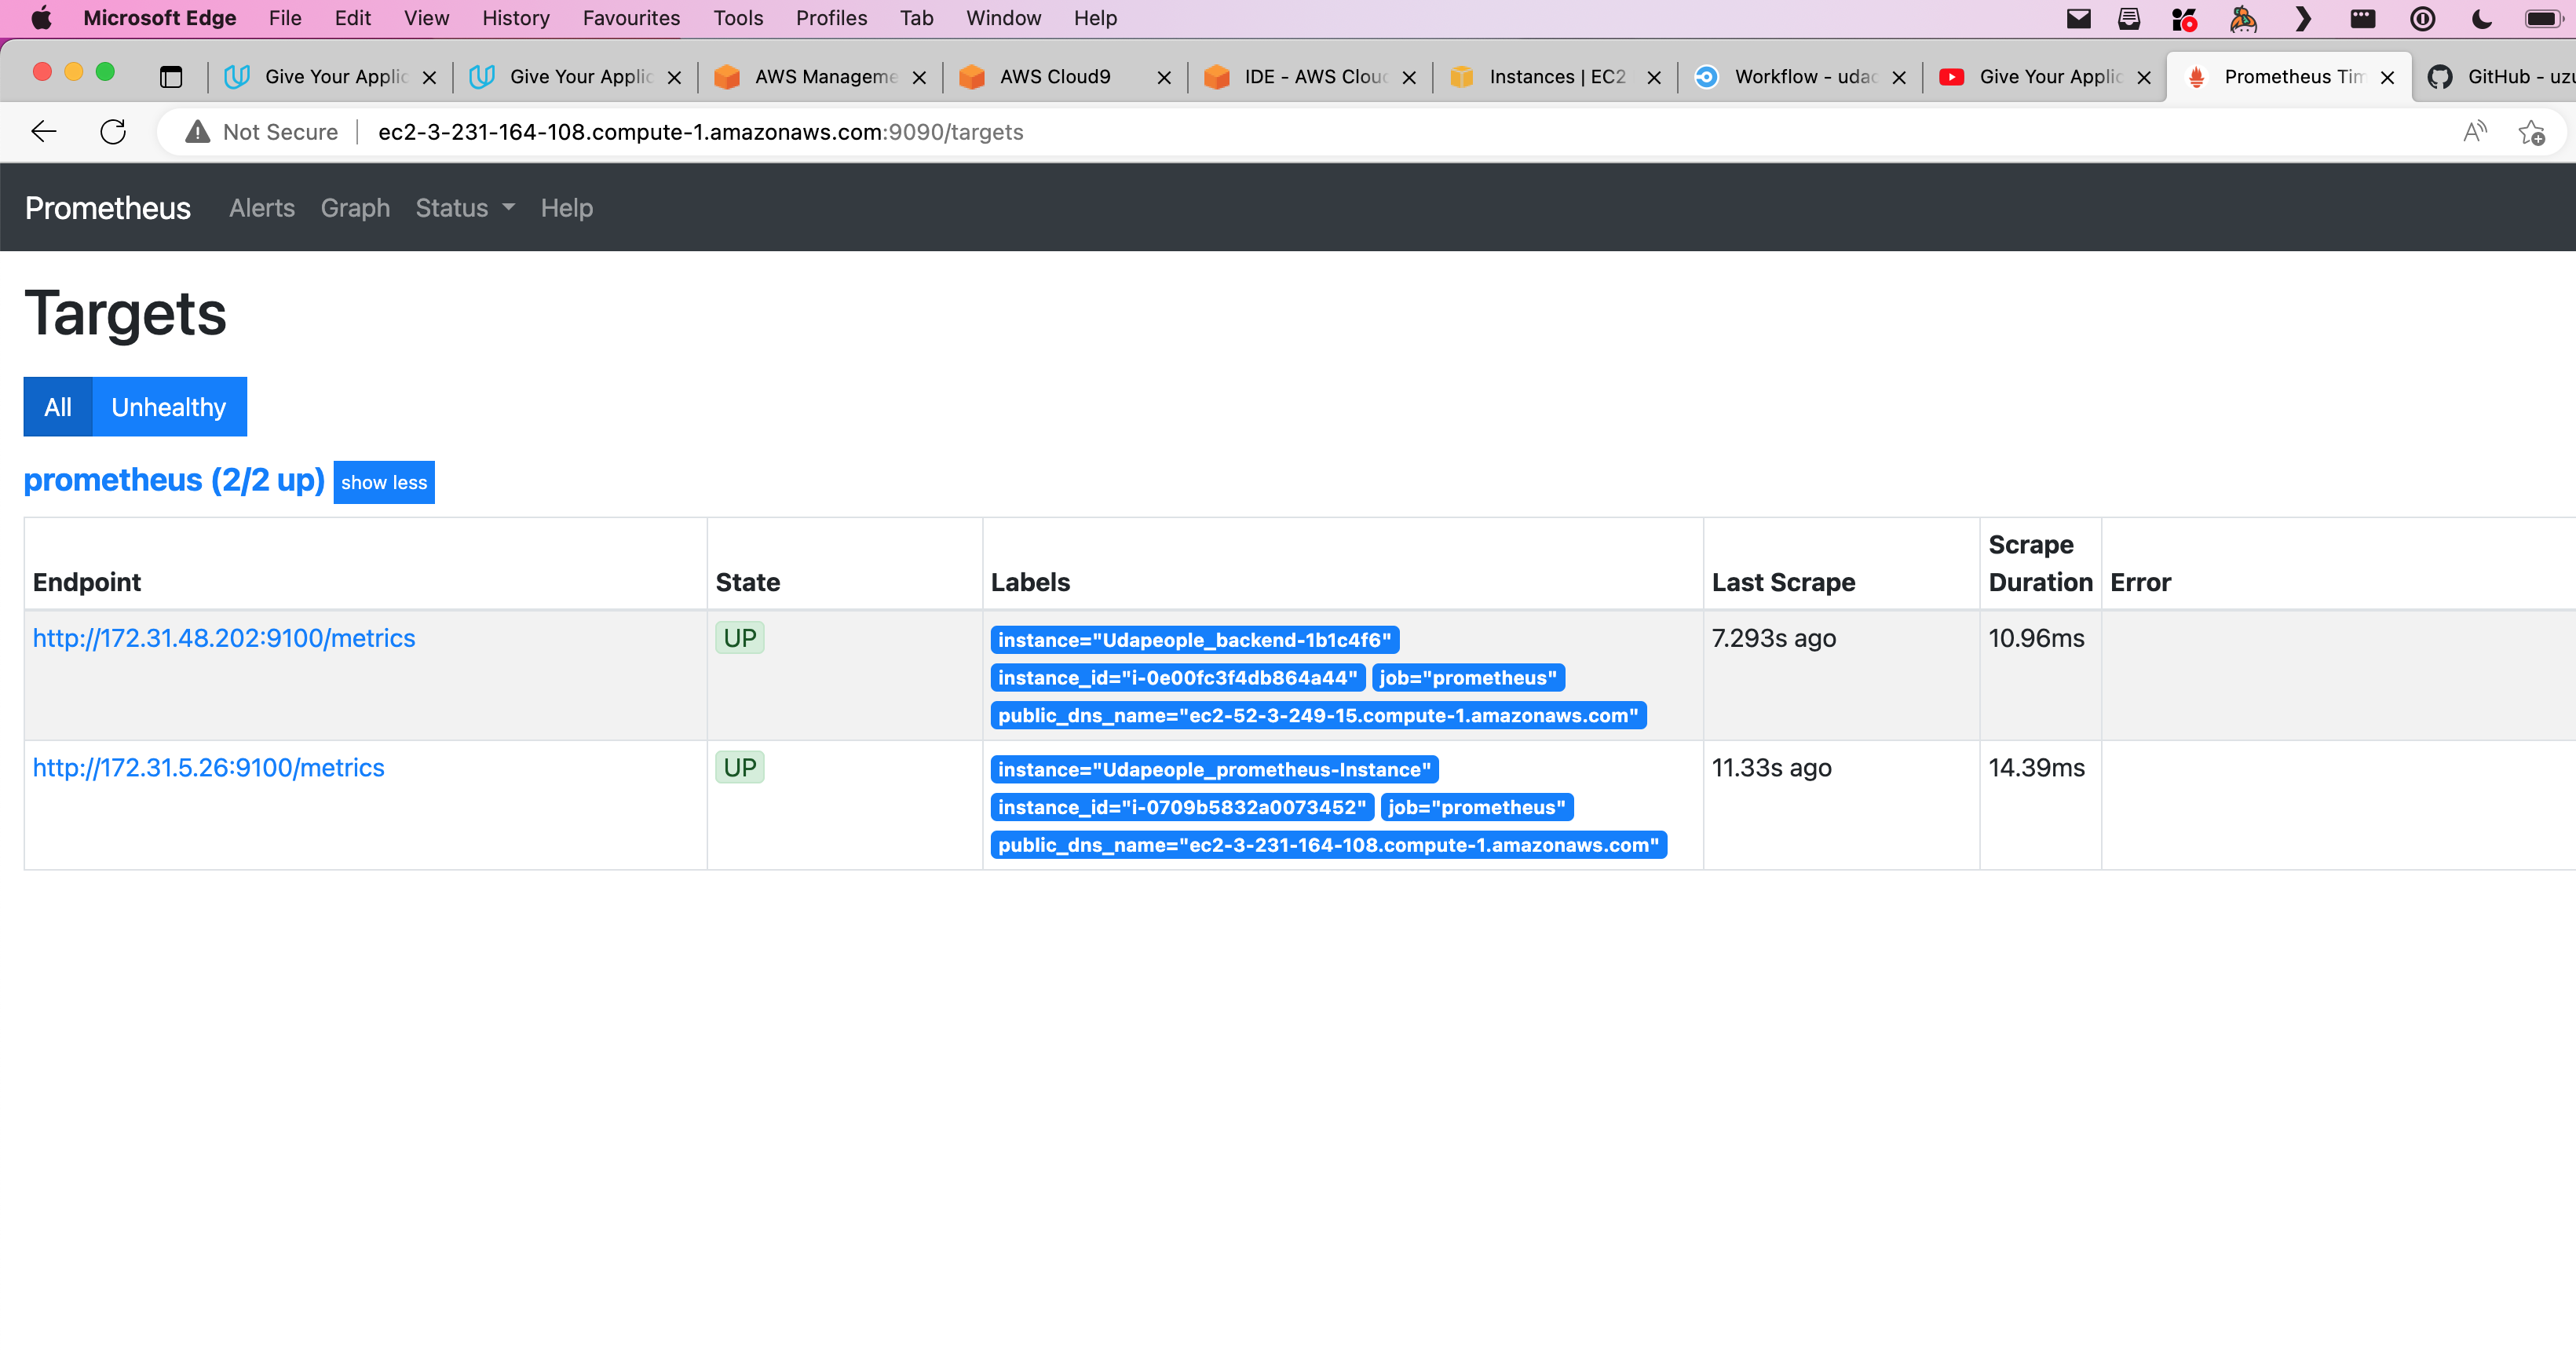 Microsoft Edge File Edit View History Favourites Tools Profiles Tab Window Help
Give Your Applic Give Your Applic AWS Manageme AWS Cloud9 IDE - AWS Clou Instances | EC2 Workflow - udac Give Your Applic Prometheus Tim GitHub - uzu
Not Secure ec2-3-231-164-108.compute-1.amazonaws.com:9090/targets
Prometheus Alerts Graph Status Help
Targets
All Unhealthy
prometheus (2/2 up) show less
Scrape
Endpoint State Labels Last Scrape Duration Error
http://172.31.48.202:9100/metrics UP instance="Udapeople_backend-1b1c4f6" 7.293s ago 10.96ms
instance_id="i-0e00fc3f4db864a44" job="prometheus"
public_dns_name="ec2-52-3-249-15.compute-1.amazonaws.com"
http://172.31.5.26:9100/metrics UP instance="Udapeople_prometheus-Instance" 11.33s ago 14.39ms
instance_id="i-0709b5832a0073452" job="prometheus"
public_dns_name="ec2-3-231-164-108.compute-1.amazonaws.com"